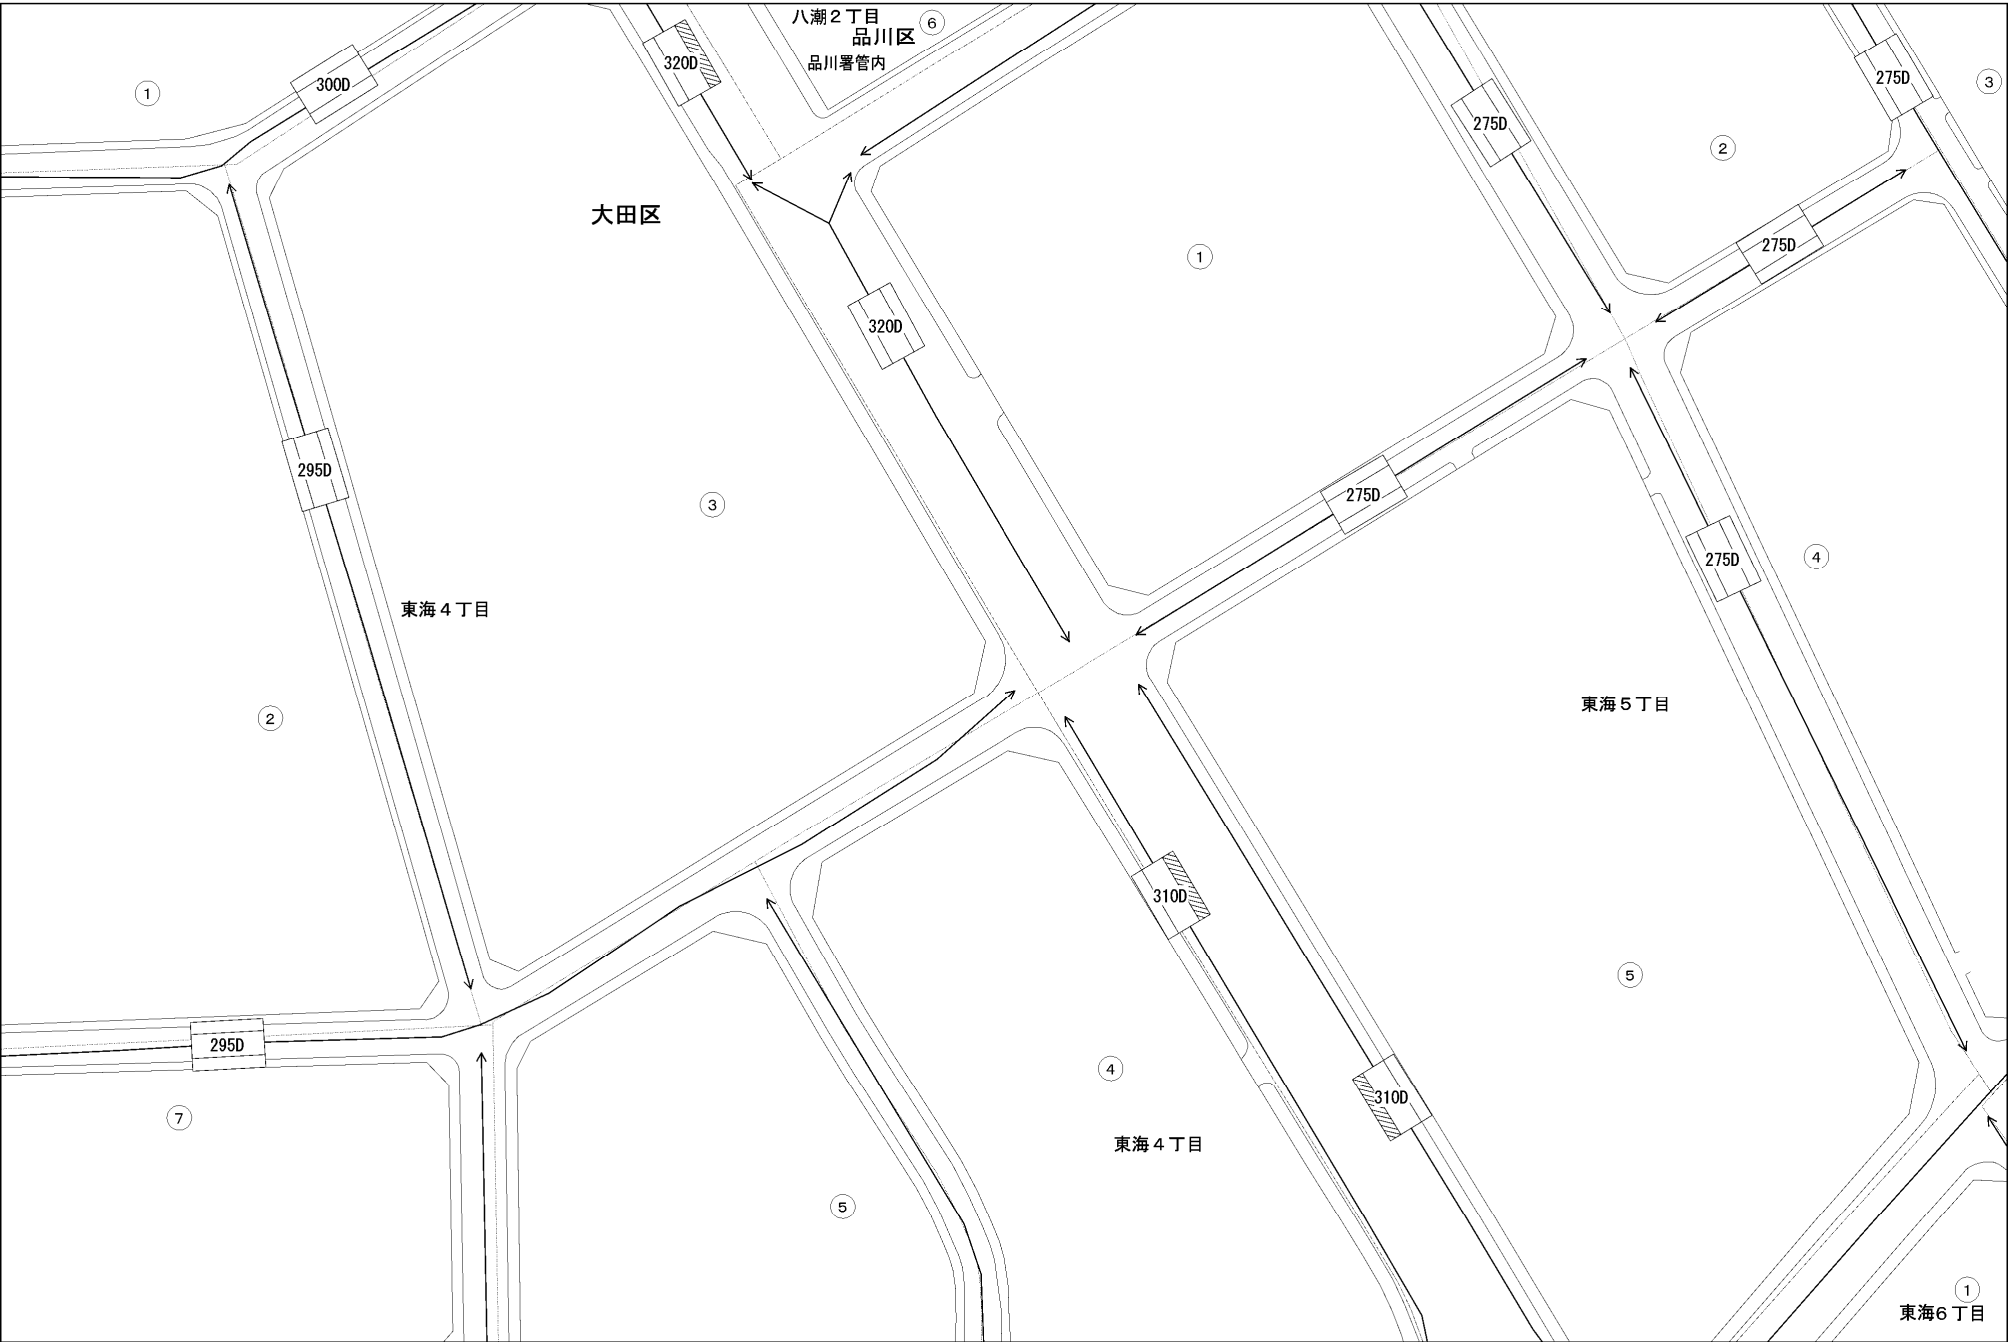 八潮２丁目
⑥
品川区
品川署管内
①
300D
320D
275D
275D
③
275D
②
大田区
275D
①
320D
295D
③
275D
275D
④
東海４丁目
②
東海５丁目
310D
⑤
295D
④
310D
⑦
東海４丁目
⑤
①
東海６丁目